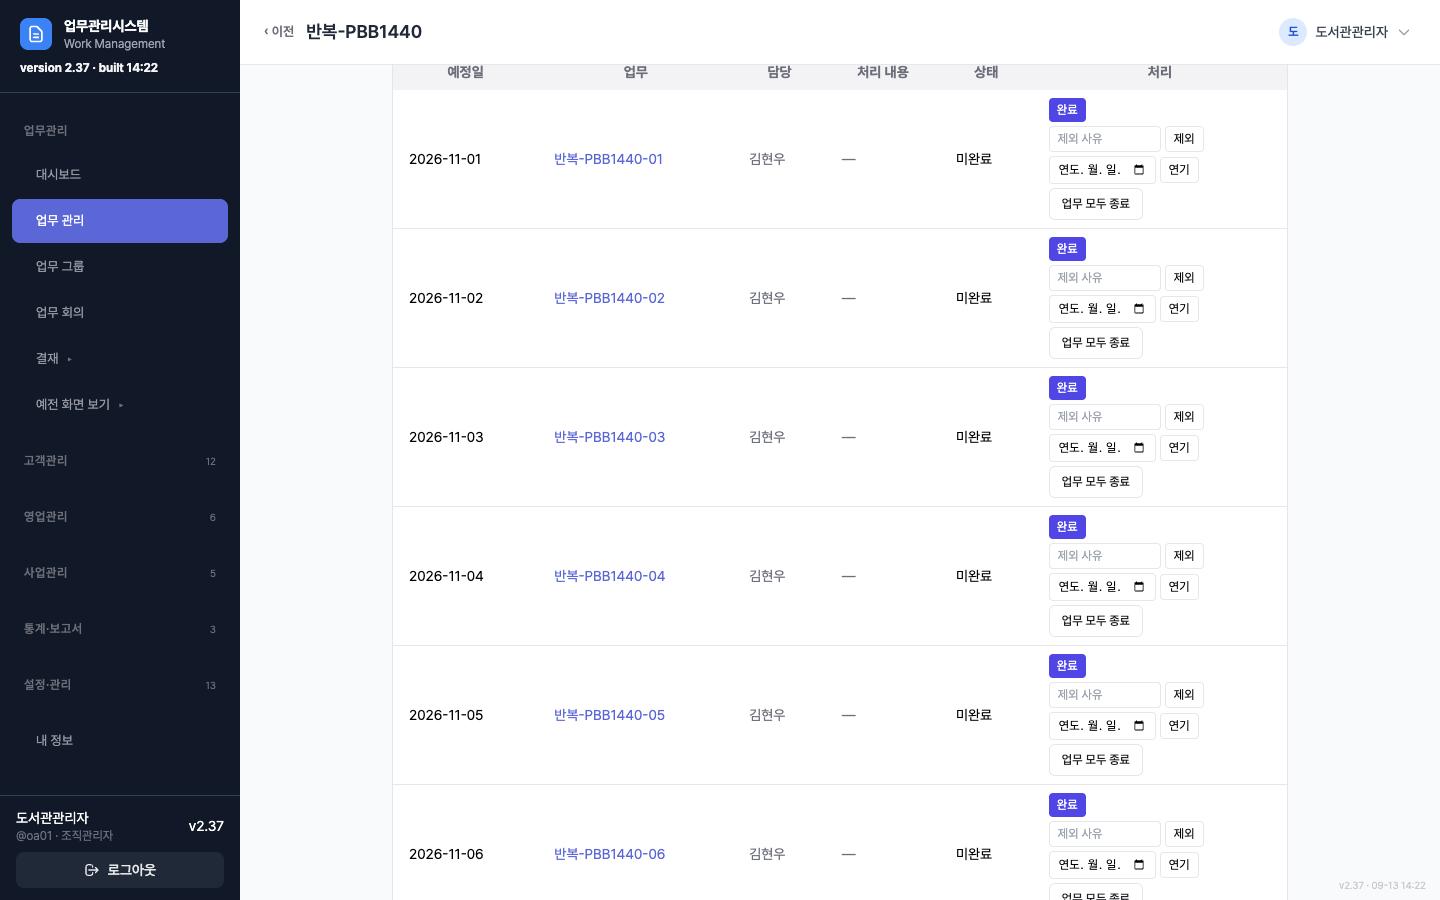 업무관리시스템
Work Management
version 2.37 · built 14:22
업무관리
대시보드
업무 관리
업무 그룹
업무 회의
결재 ▸
예전 화면 보기 ▸
고객관리 12
영업관리 6
사업관리 5
통계·보고서 3
설정·관리 13
내 정보
도서관관리자
@oa01 · 조직관리자
v2.37
로그아웃
‹ 이전 반복-PBB1440
도 도서관관리자
예정일 업무 담당 처리 내용 상태 처리
완료
제외 사유 제외
2026-11-01 반복-PBB1440-01 김현우 — 미완료
연도. 월. 일. 연기
업무 모두 종료
완료
제외 사유 제외
2026-11-02 반복-PBB1440-02 김현우 — 미완료
연도. 월. 일. 연기
업무 모두 종료
완료
제외 사유 제외
2026-11-03 반복-PBB1440-03 김현우 — 미완료
연도. 월. 일. 연기
업무 모두 종료
완료
제외 사유 제외
2026-11-04 반복-PBB1440-04 김현우 — 미완료
연도. 월. 일. 연기
업무 모두 종료
완료
제외 사유 제외
2026-11-05 반복-PBB1440-05 김현우 — 미완료
연도. 월. 일. 연기
업무 모두 종료
완료
제외 사유 제외
2026-11-06 반복-PBB1440-06 김현우 — 미완료
연도. 월. 일. 연기
업무 모두 종료
v2.37 · 09-13 14:22